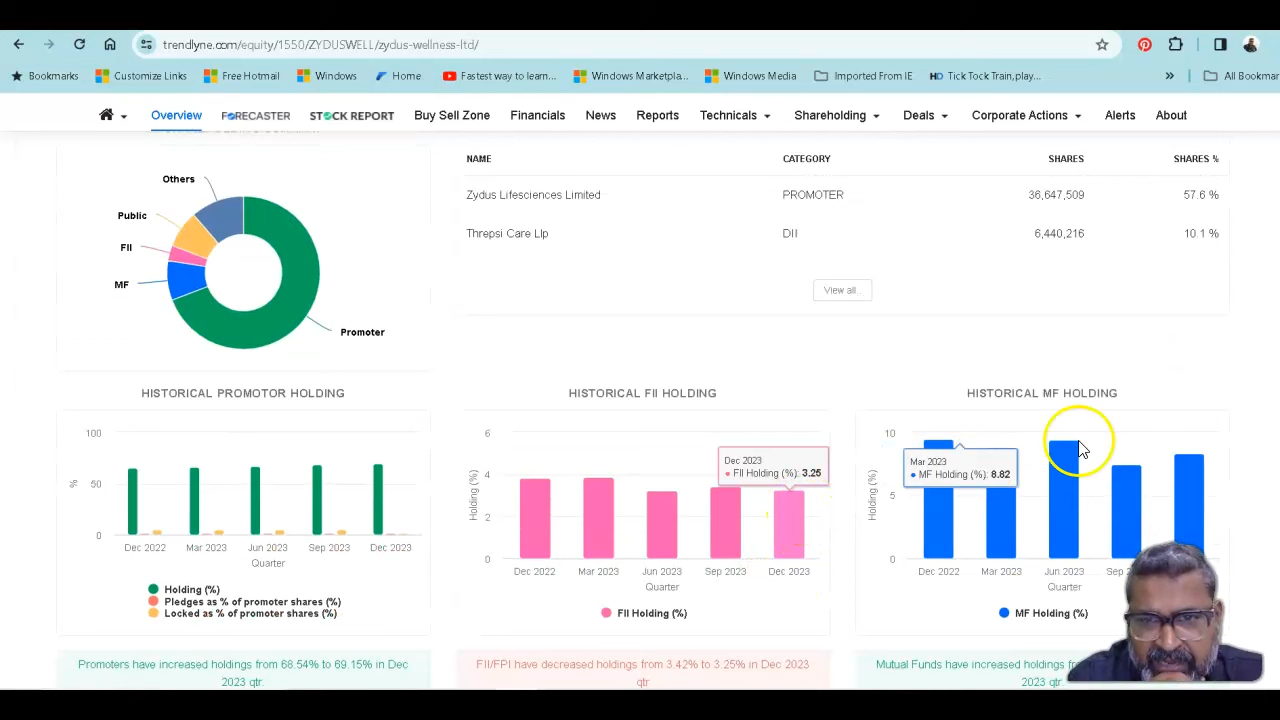 trendlyne.com/equity/1550/ZYDUSWELL/zydus-wellness-ltd/
Bookmarks Customize Links Free Hotmail Windows Home Fastest way to learn... Windows Marketpla... Windows Media Imported From IE HD Tick Tock Train,play... » All Bookmar
Overview FORECASTER STOCK REPORT Buy Sell Zone Financials News Reports Technicals Shareholding Deals Corporate Actions Alerts About
NAME CATEGORY SHARES SHARES %
Others
Zydus Lifesciences Limited PROMOTER 36,647,509 57.6 %
Public
FII
Threpsi Care Llp DII 6,440,216 10.1 %
MF
View all..
Promoter
HISTORICAL PROMOTOR HOLDING
100
50
0
%
Dec 2022 Mar 2023 Jun 2023 Sep 2023 Dec 2023
Quarter
Holding (%)
Pledges as % of promoter shares (%)
Locked as % of promoter shares (%)
Promoters have increased holdings from 68.54% to 69.15% in Dec
2023 qtr.
HISTORICAL FII HOLDING
6
4
2
0
Holding (%)
Dec 2023
FII Holding (%): 3.25
Dec 2022 Mar 2023 Jun 2023 Sep 2023 Dec 2023
Quarter
FII Holding (%)
FII/FPI have decreased holdings from 3.42% to 3.25% in Dec 2023
qtr
HISTORICAL MF HOLDING
10
5
0
Holding (%)
Mar 2023
MF Holding (%): 8.82
Dec 2022 Mar 2023 Jun 2023 Sep
Quarter
MF Holding (%)
Mutual Funds have increased holdings
2023 qtr.